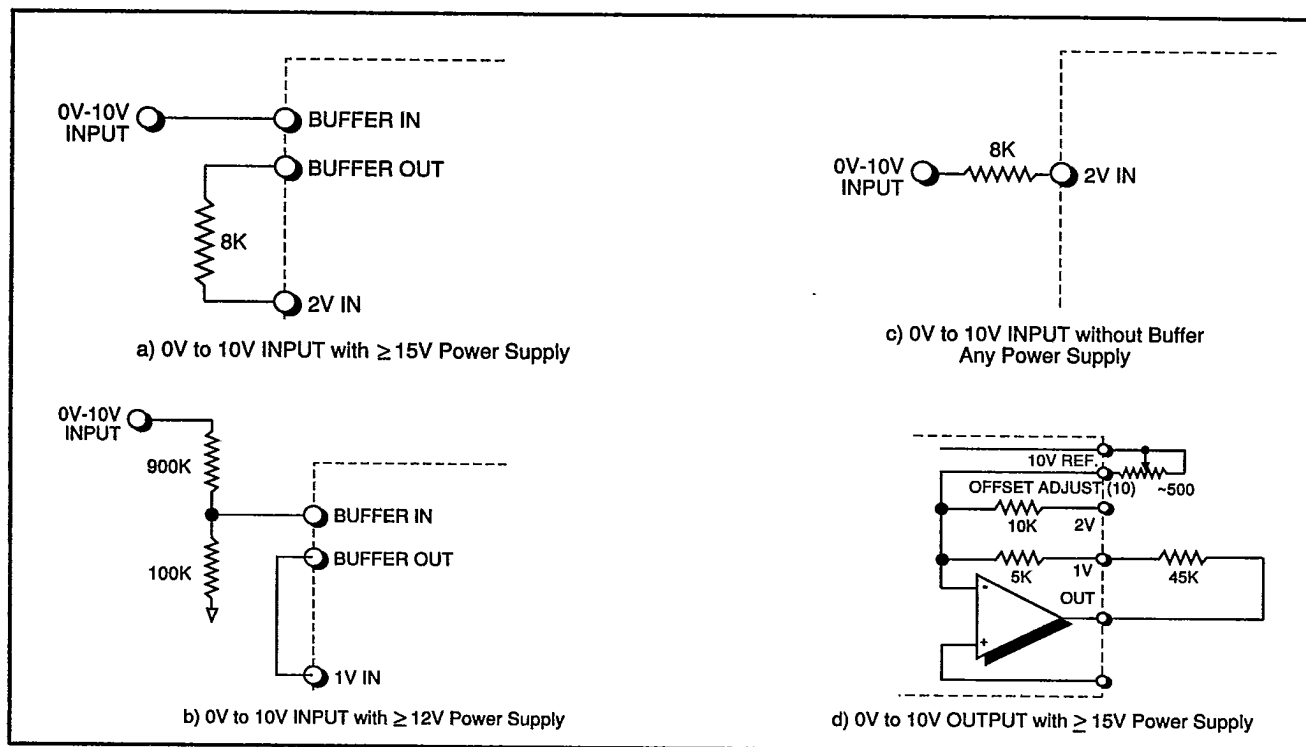 0V-10V
INPUT
BUFFER IN
BUFFER OUT
8K
2V IN
a) 0V to 10V INPUT with ≥ 15V Power Supply
0V-10V
INPUT
8K
2V IN
c) 0V to 10V INPUT without Buffer
Any Power Supply
0V-10V
INPUT
900K
BUFFER IN
BUFFER OUT
100K
1V IN
b) 0V to 10V INPUT with ≥ 12V Power Supply
10V REF.
OFFSET ADJUST (10)
~500
10K
2V
5K
1V
45K
OUT
-
+
d) 0V to 10V OUTPUT with ≥ 15V Power Supply